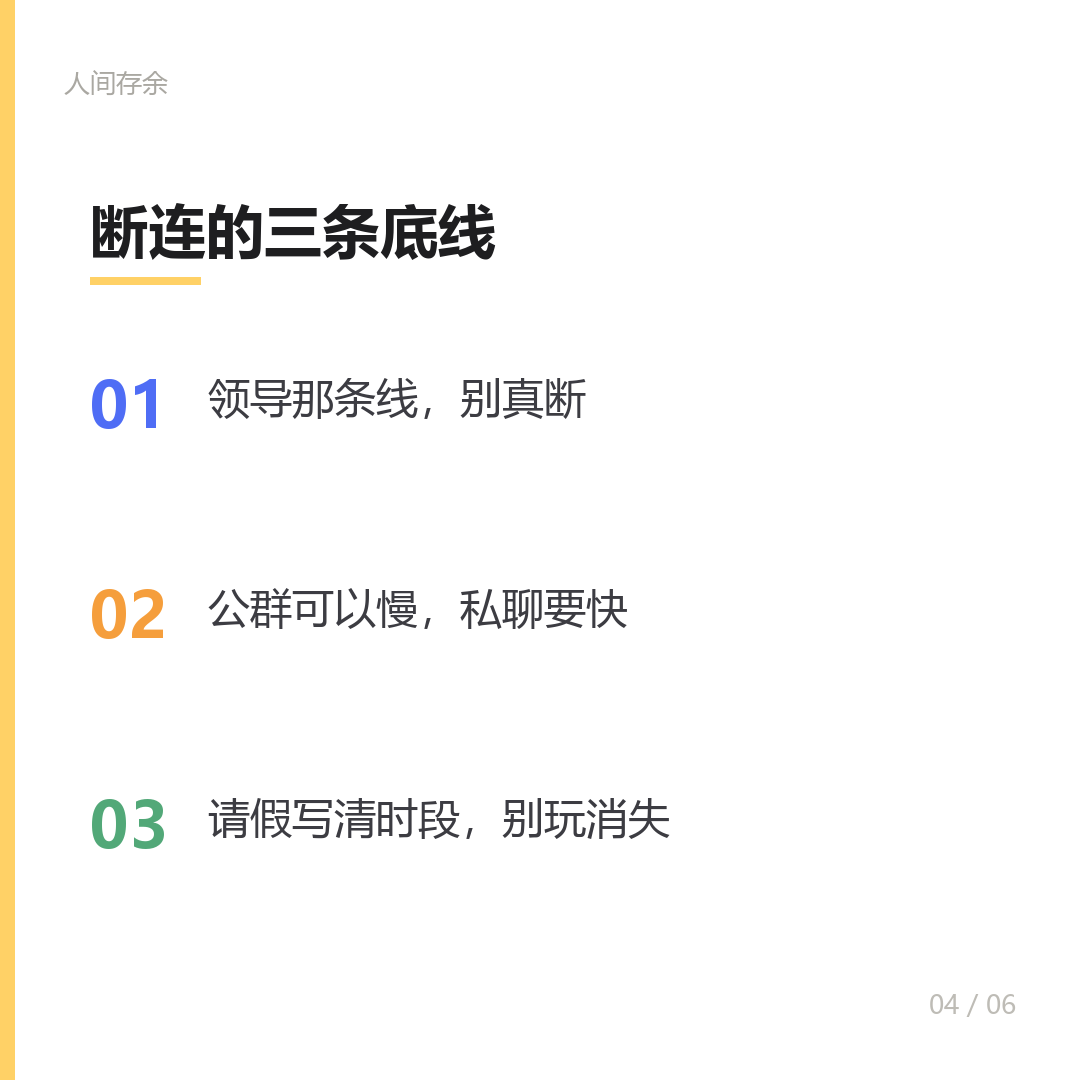 人间存余
断连的三条底线
01 领导那条线，别真断
02 公群可以慢，私聊要快
03 请假写清时段，别玩消失
04 / 06